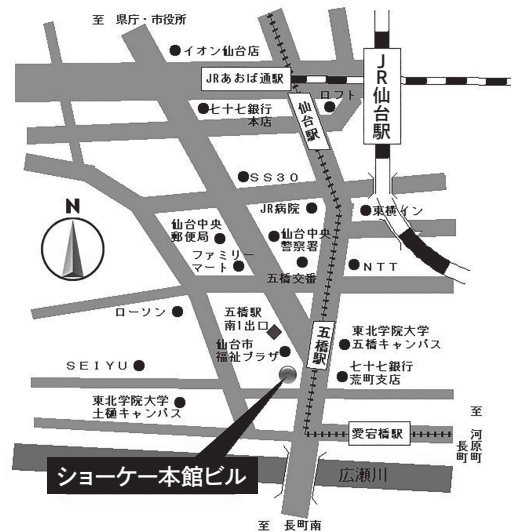 至 県庁・市役所
イオン仙台店
JRあおば通駅
JR仙台駅
ロフト
七十七銀行
本店
仙台駅
SS30
JR病院
東横イン
N
仙台中央
郵便局
仙台中央
警察署
ファミリー
マート
五橋交番
NTT
ローソン
五橋駅
南1出口
五橋駅
東北学院大学
五橋キャンパス
仙台市
福祉プラザ
SEIYU
七十七銀行
荒町支店
東北学院大学
土樋キャンパス
愛宕橋駅
至 河原町
長町
ショーケー本館ビル
広瀬川
至 長町南